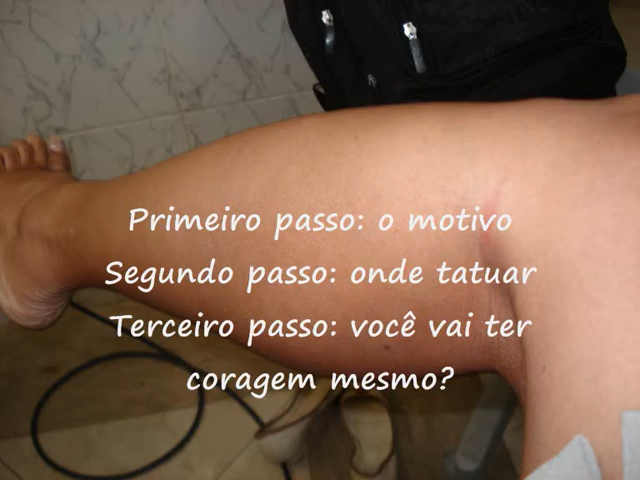 Primeiro passo: o motivo
Segundo passo: onde tatuar
Terceiro passo: você vai ter
coragem mesmo?